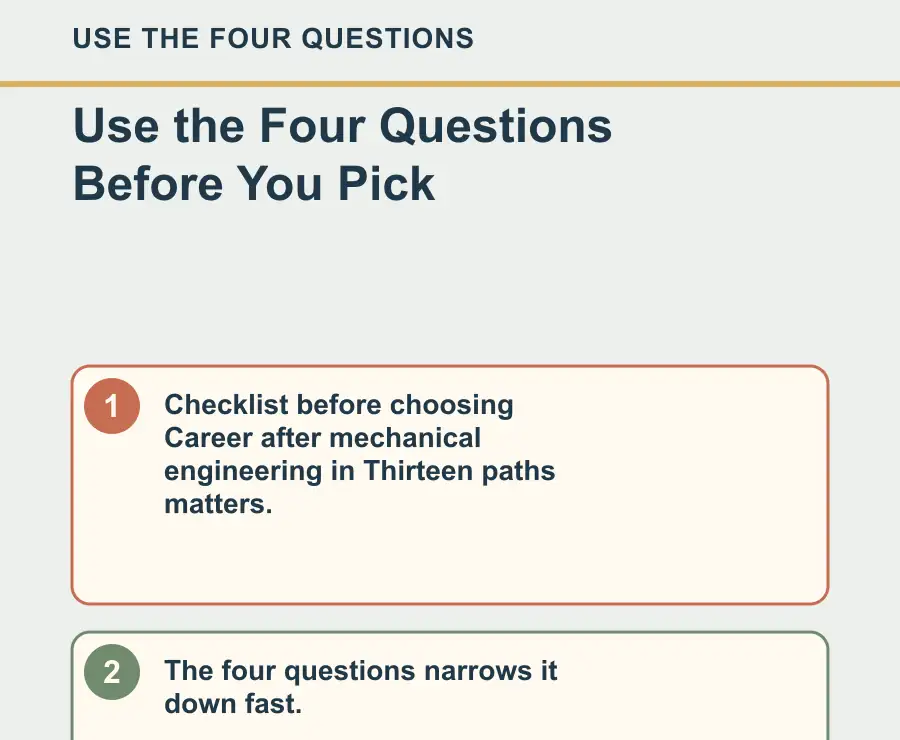 USE THE FOUR QUESTIONS
Use the Four Questions
Before You Pick
1
Checklist before choosing
Career after mechanical
engineering in Thirteen paths
matters.
2
The four questions narrows it
down fast.